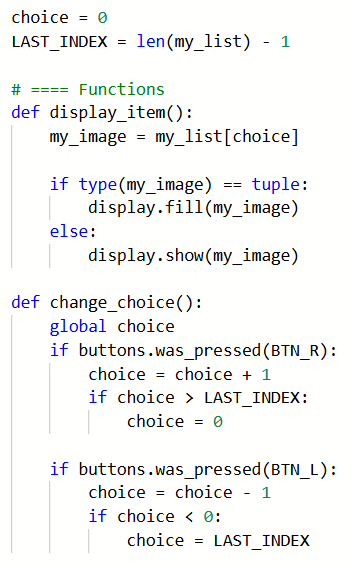 choice = 0
LAST_INDEX = len(my_list) - 1

# ==== Functions
def display_item():
    my_image = my_list[choice]

    if type(my_image) == tuple:
        display.fill(my_image)
    else:
        display.show(my_image)

def change_choice():
    global choice
    if buttons.was_pressed(BTN_R):
        choice = choice + 1
        if choice > LAST_INDEX:
            choice = 0

    if buttons.was_pressed(BTN_L):
        choice = choice - 1
        if choice < 0:
            choice = LAST_INDEX